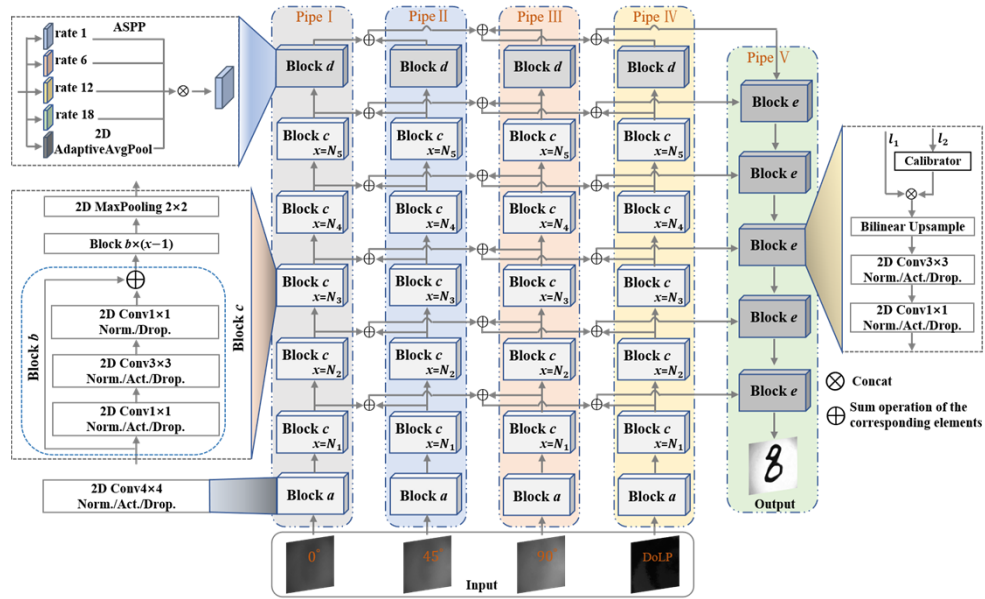 Pipe I
Pipe II
Pipe III
Pipe IV
Pipe V
ASPP
rate 1
rate 6
rate 12
rate 18
2D
AdaptiveAvgPool
2D MaxPooling 2×2
Block b×(x−1)
2D Conv1×1
Norm./Drop.
2D Conv3×3
Norm./Act./Drop.
2D Conv1×1
Norm./Act./Drop.
Block b
Block c
2D Conv4×4
Norm./Act./Drop.
Block d
Block d
Block d
Block d
Block c
x=N₅
Block c
x=N₅
Block c
x=N₅
Block c
x=N₅
Block c
x=N₄
Block c
x=N₄
Block c
x=N₄
Block c
x=N₄
Block c
x=N₃
Block c
x=N₃
Block c
x=N₃
Block c
x=N₃
Block c
x=N₂
Block c
x=N₂
Block c
x=N₂
Block c
x=N₂
Block c
x=N₁
Block c
x=N₁
Block c
x=N₁
Block c
x=N₁
Block a
Block a
Block a
Block a
0°
45°
90°
DoLP
Input
Block e
Block e
Block e
Block e
Block e
8
Output
l₁
l₂
Calibrator
Bilinear Upsample
2D Conv3×3
Norm./Act./Drop.
2D Conv1×1
Norm./Act./Drop.
Concat
Sum operation of the
corresponding elements